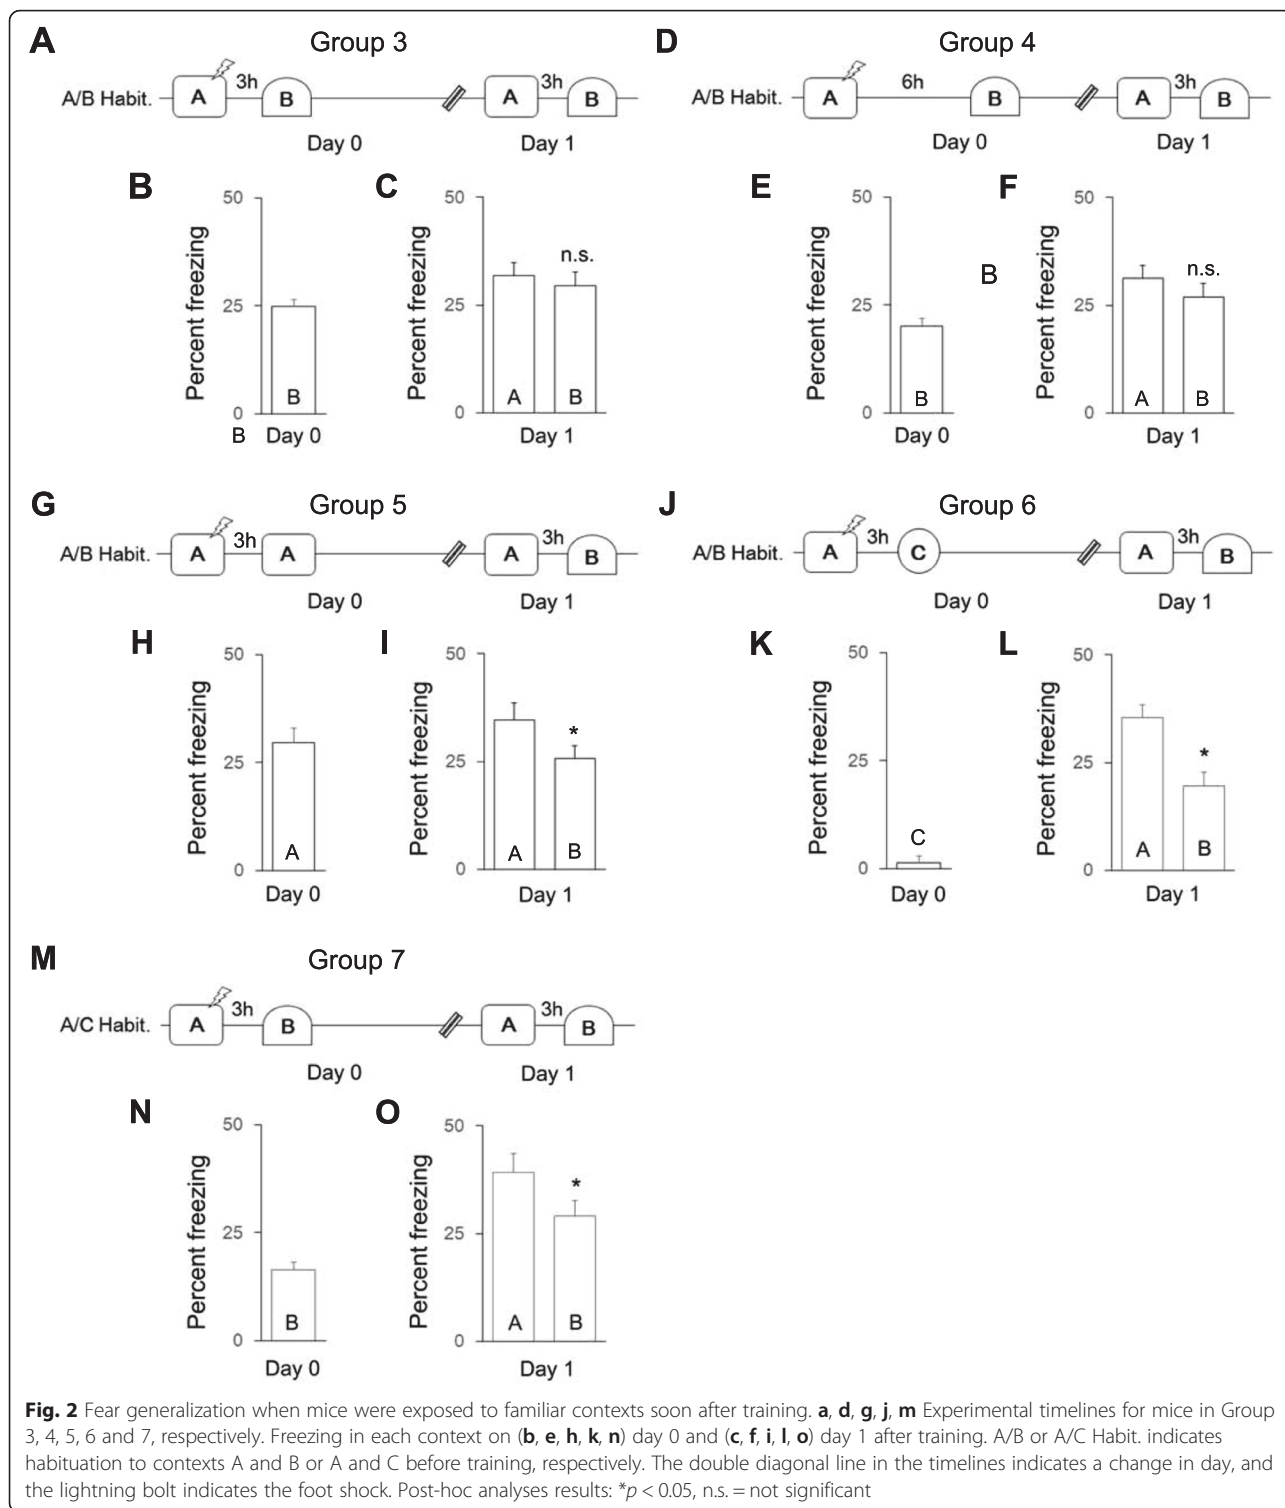 A Group 3
A/B Habit. A 3h B A 3h B
Day 0 Day 1
B 50 25 0 Percent freezing B
B Day 0
C 50 25 0 Percent freezing n.s. A B
Day 1
D Group 4
A/B Habit. A 6h B A 3h B
Day 0 Day 1
E 50 25 0 Percent freezing B
Day 0
B
F 50 25 0 Percent freezing n.s. A B
Day 1
G Group 5
A/B Habit. A 3h A A 3h B
Day 0 Day 1
H 50 25 0 Percent freezing A
Day 0
I 50 25 0 Percent freezing * A B
Day 1
J Group 6
A/B Habit. A 3h C A 3h B
Day 0 Day 1
K 50 25 0 Percent freezing C
Day 0
L 50 25 0 Percent freezing * A B
Day 1
M Group 7
A/C Habit. A 3h B A 3h B
Day 0 Day 1
N 50 25 0 Percent freezing B
Day 0
O 50 25 0 Percent freezing * A B
Day 1
Fig. 2 Fear generalization when mice were exposed to familiar contexts soon after training. a, d, g, j, m Experimental timelines for mice in Group
3, 4, 5, 6 and 7, respectively. Freezing in each context on (b, e, h, k, n) day 0 and (c, f, i, l, o) day 1 after training. A/B or A/C Habit. indicates
habituation to contexts A and B or A and C before training, respectively. The double diagonal line in the timelines indicates a change in day, and
the lightning bolt indicates the foot shock. Post-hoc analyses results: *p < 0.05, n.s. = not significant